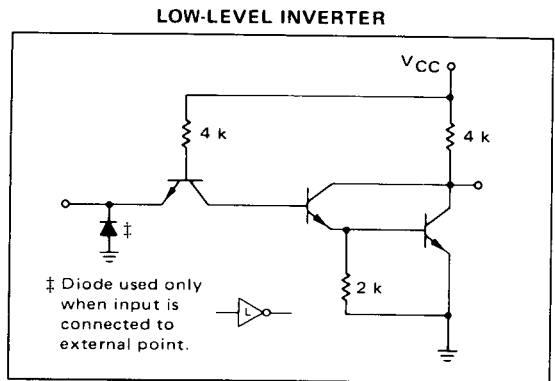 LOW-LEVEL INVERTER
VCC
4 k
4 k
‡
2 k
‡ Diode used only
when input is
connected to
external point.
L